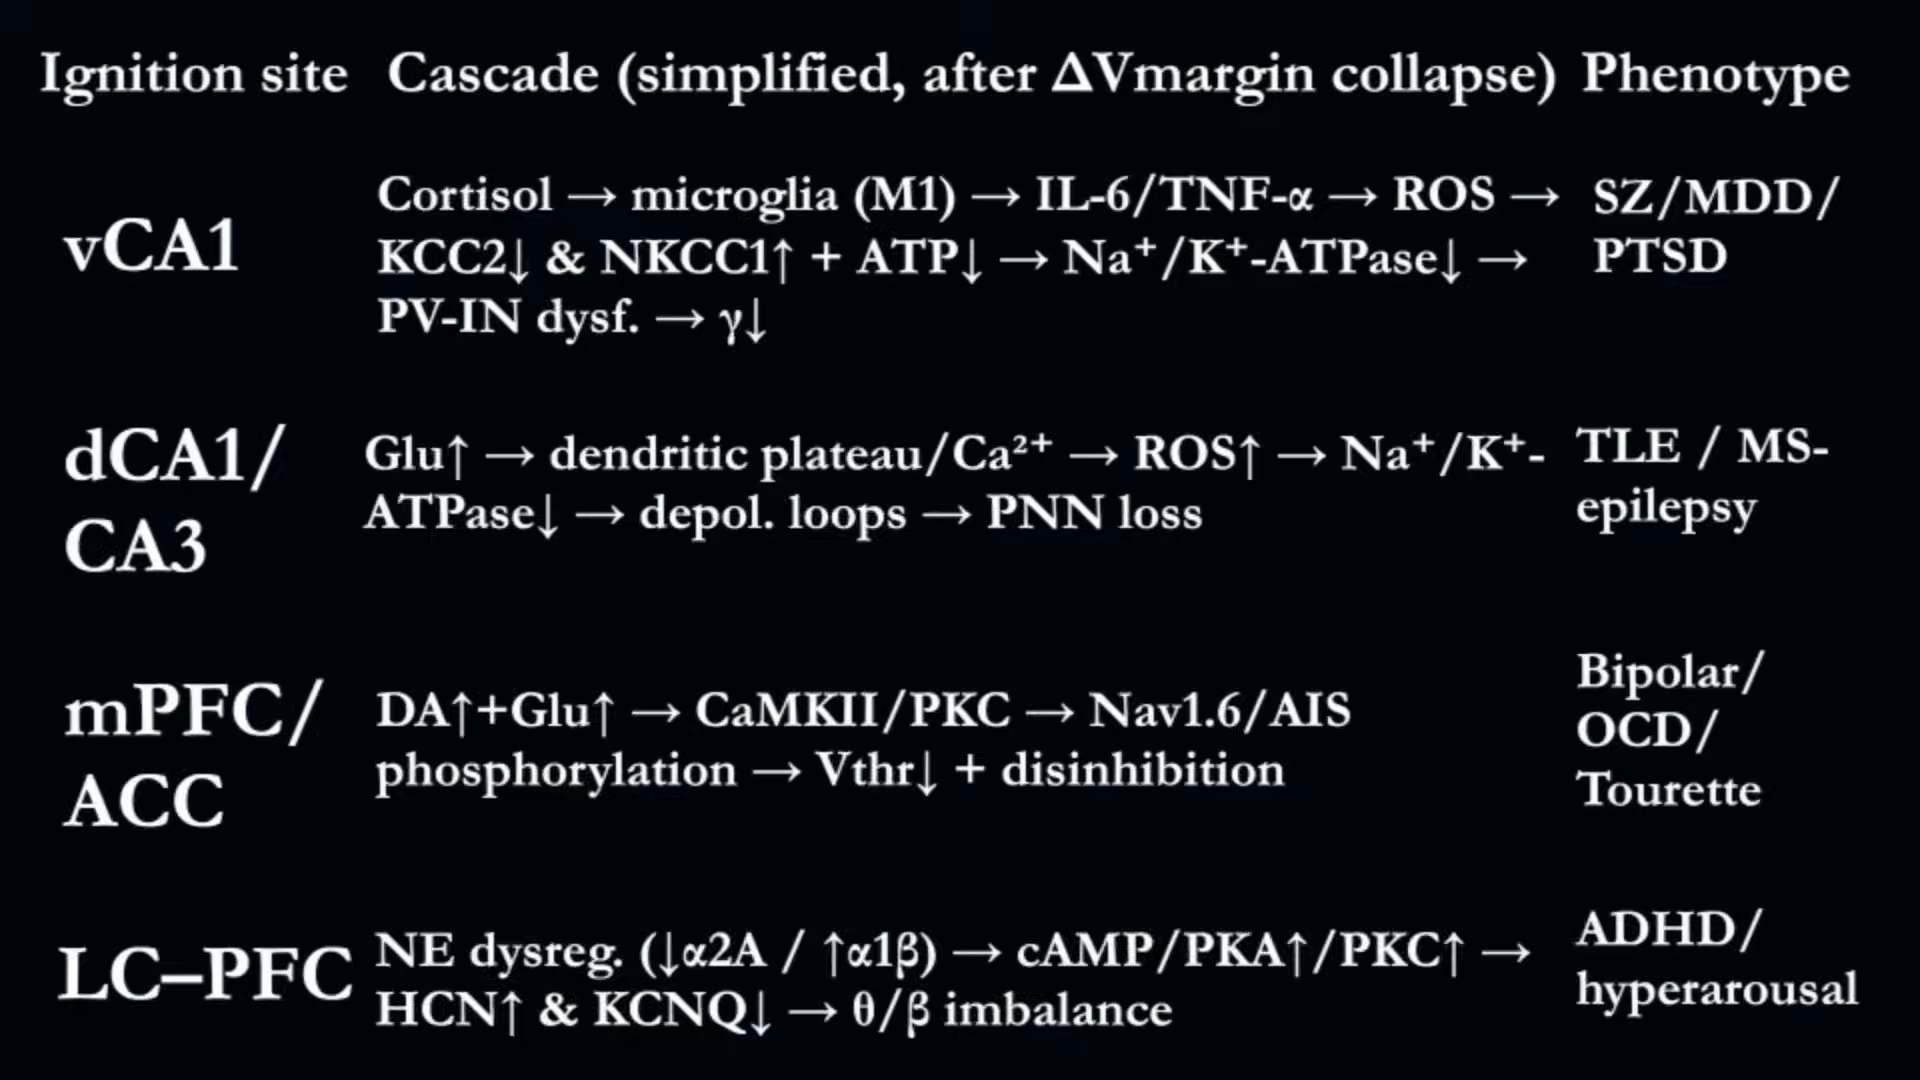 Ignition site Cascade (simplified, after ΔVmargin collapse) Phenotype
vCA1
Cortisol → microglia (M1) → IL-6/TNF-α → ROS →
KCC2↓ & NKCC1↑ + ATP↓ → Na⁺/K⁺-ATPase↓ →
PV-IN dysf. → γ↓
SZ/MDD/
PTSD
dCA1/
CA3
Glu↑ → dendritic plateau/Ca²⁺ → ROS↑ → Na⁺/K⁺-
ATPase↓ → depol. loops → PNN loss
TLE / MS-
epilepsy
mPFC/
ACC
DA↑+Glu↑ → CaMKII/PKC → Nav1.6/AIS
phosphorylation → Vthr↓ + disinhibition
Bipolar/
OCD/
Tourette
LC–PFC
NE dysreg. (↓α2A / ↑α1β) → cAMP/PKA↑/PKC↑ →
HCN↑ & KCNQ↓ → θ/β imbalance
ADHD/
hyperarousal